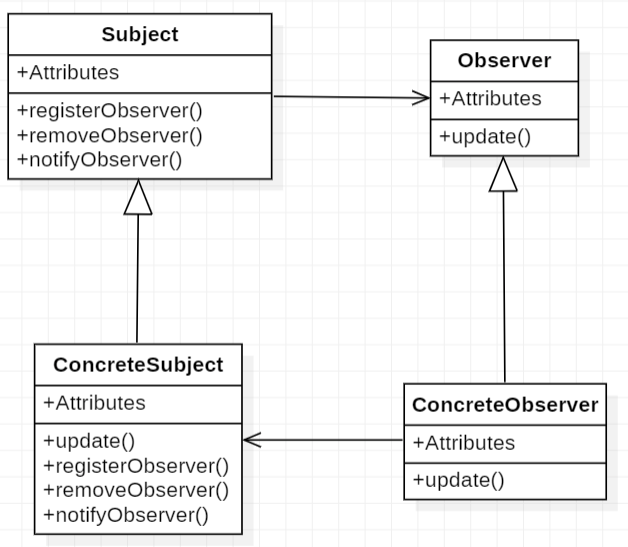 Subject
+Attributes
+registerObserver()
+removeObserver()
+notifyObserver()
Observer
+Attributes
+update()
ConcreteSubject
+Attributes
+update()
+registerObserver()
+removeObserver()
+notifyObserver()
ConcreteObserver
+Attributes
+update()